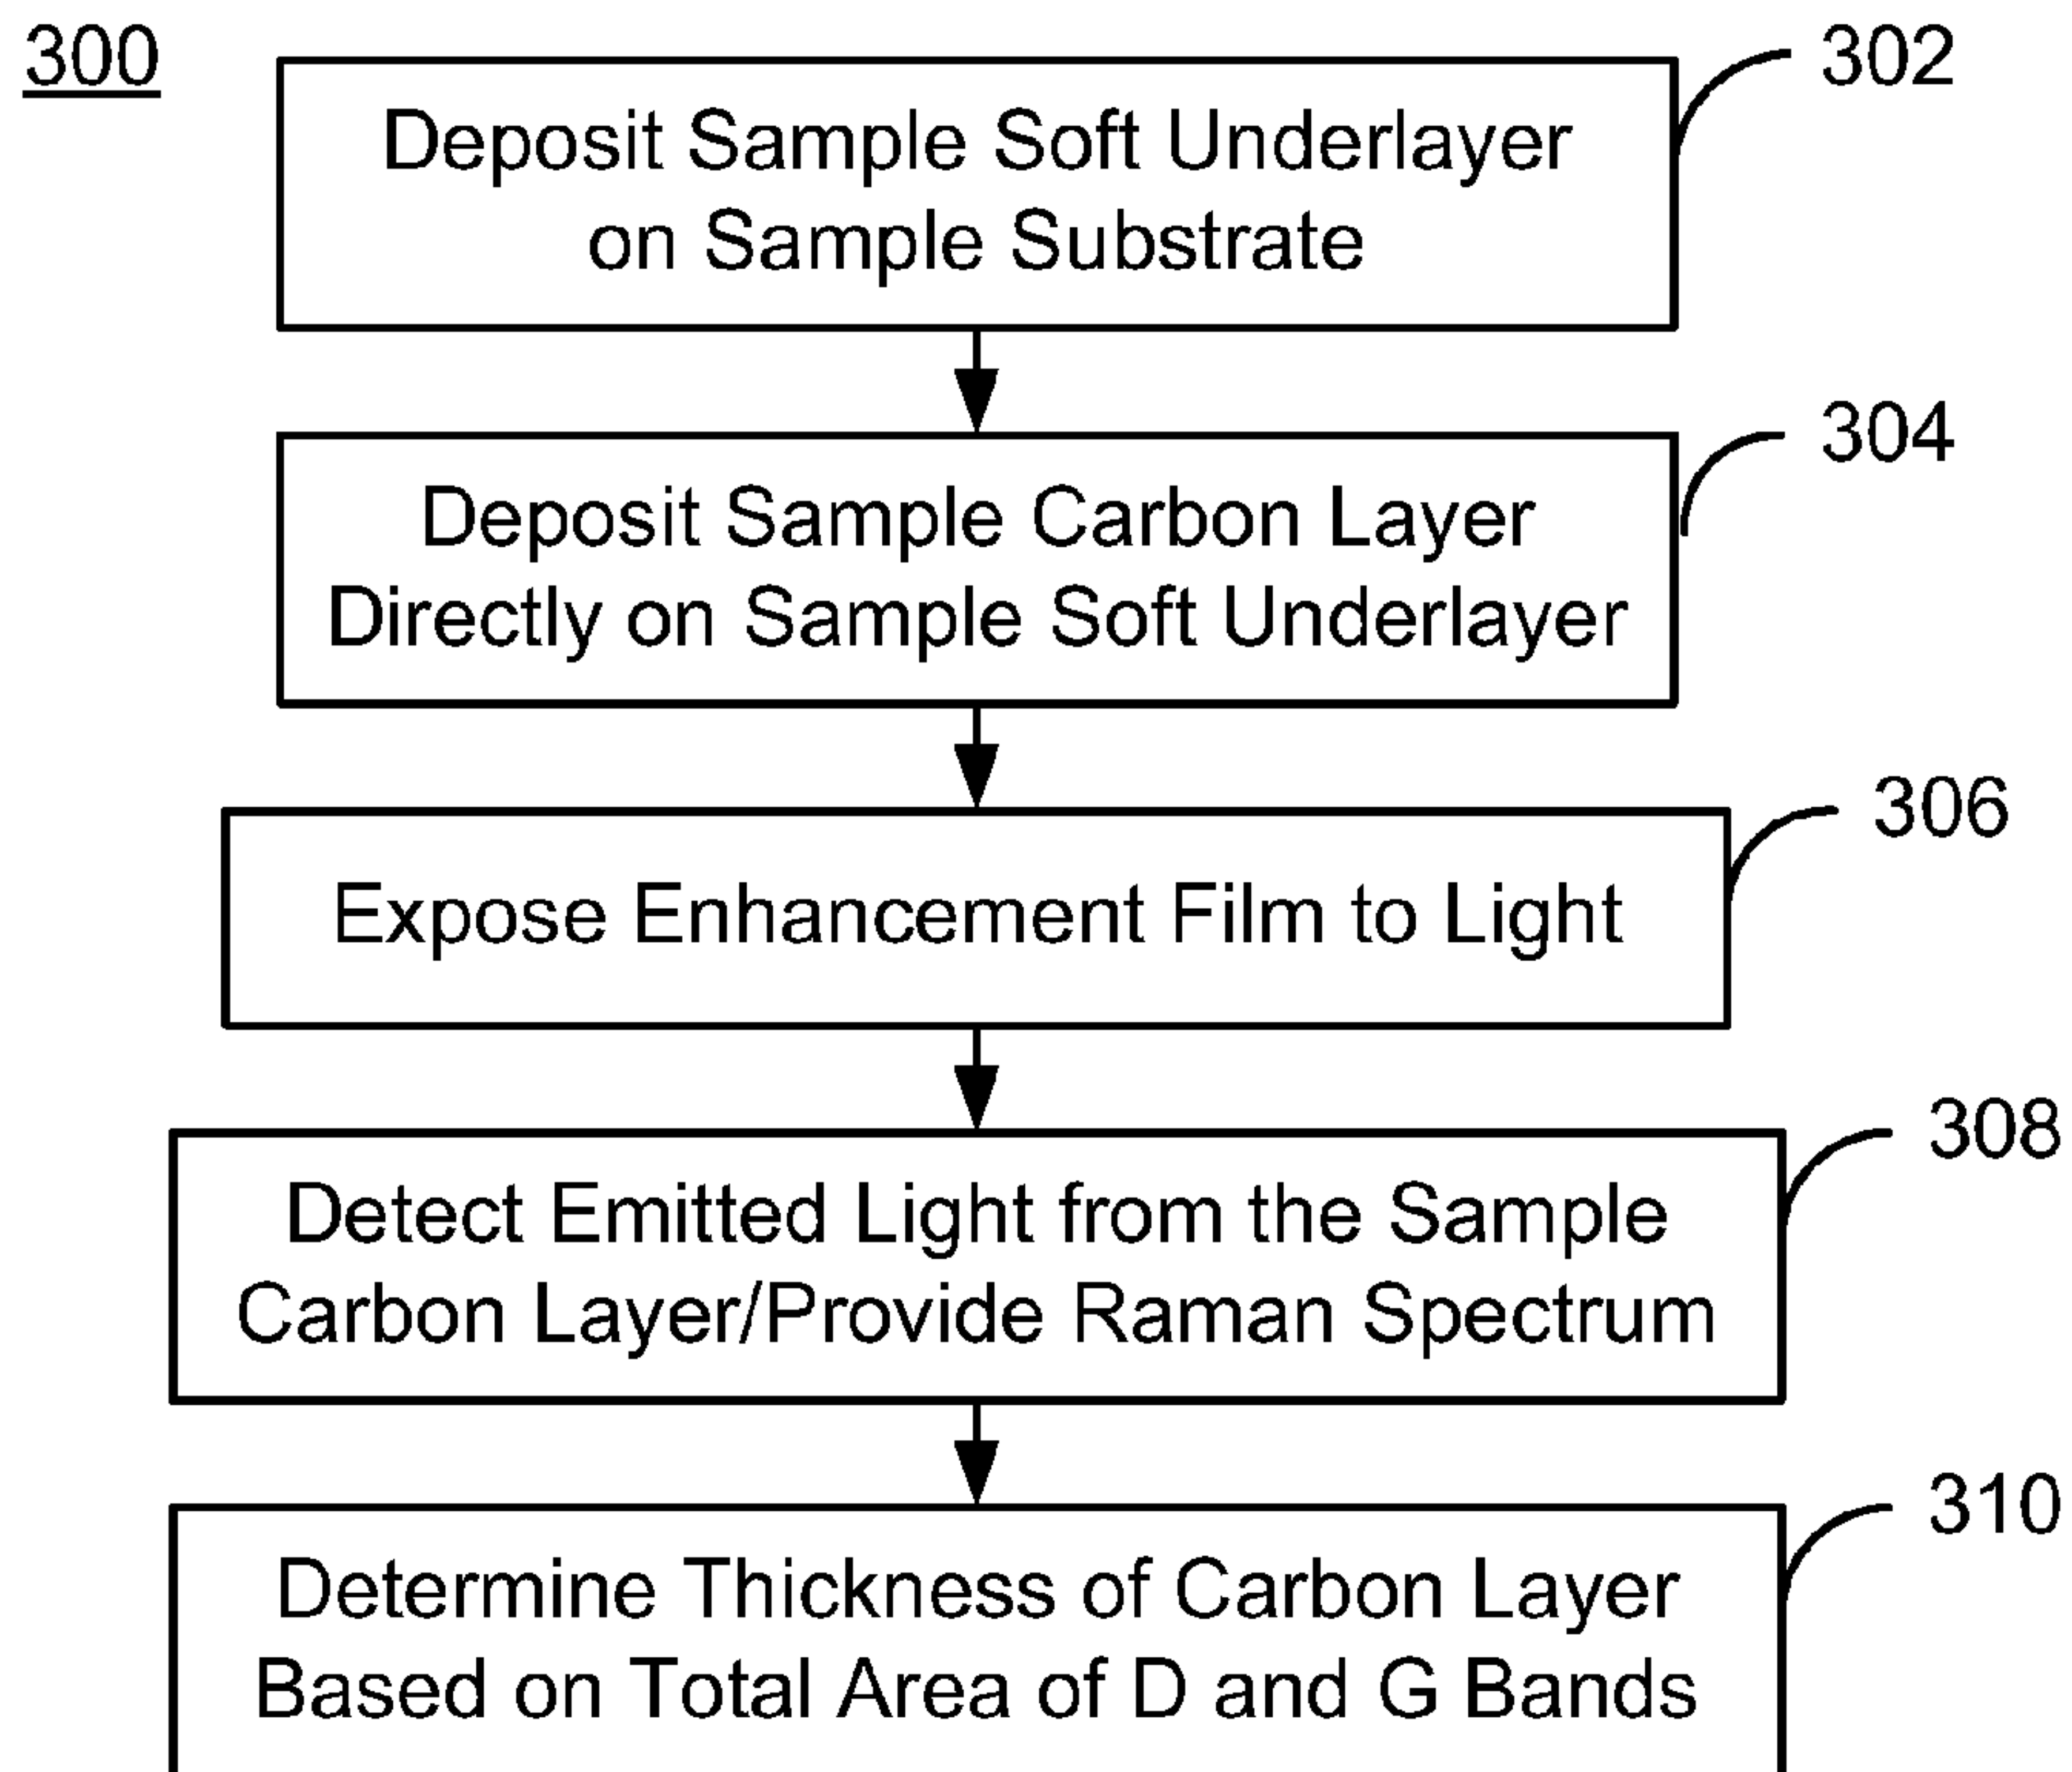 300
302
Deposit Sample Soft Underlayer
on Sample Substrate
304
Deposit Sample Carbon Layer
Directly on Sample Soft Underlayer
306
Expose Enhancement Film to Light
308
Detect Emitted Light from the Sample
Carbon Layer/Provide Raman Spectrum
310
Determine Thickness of Carbon Layer
Based on Total Area of D and G Bands